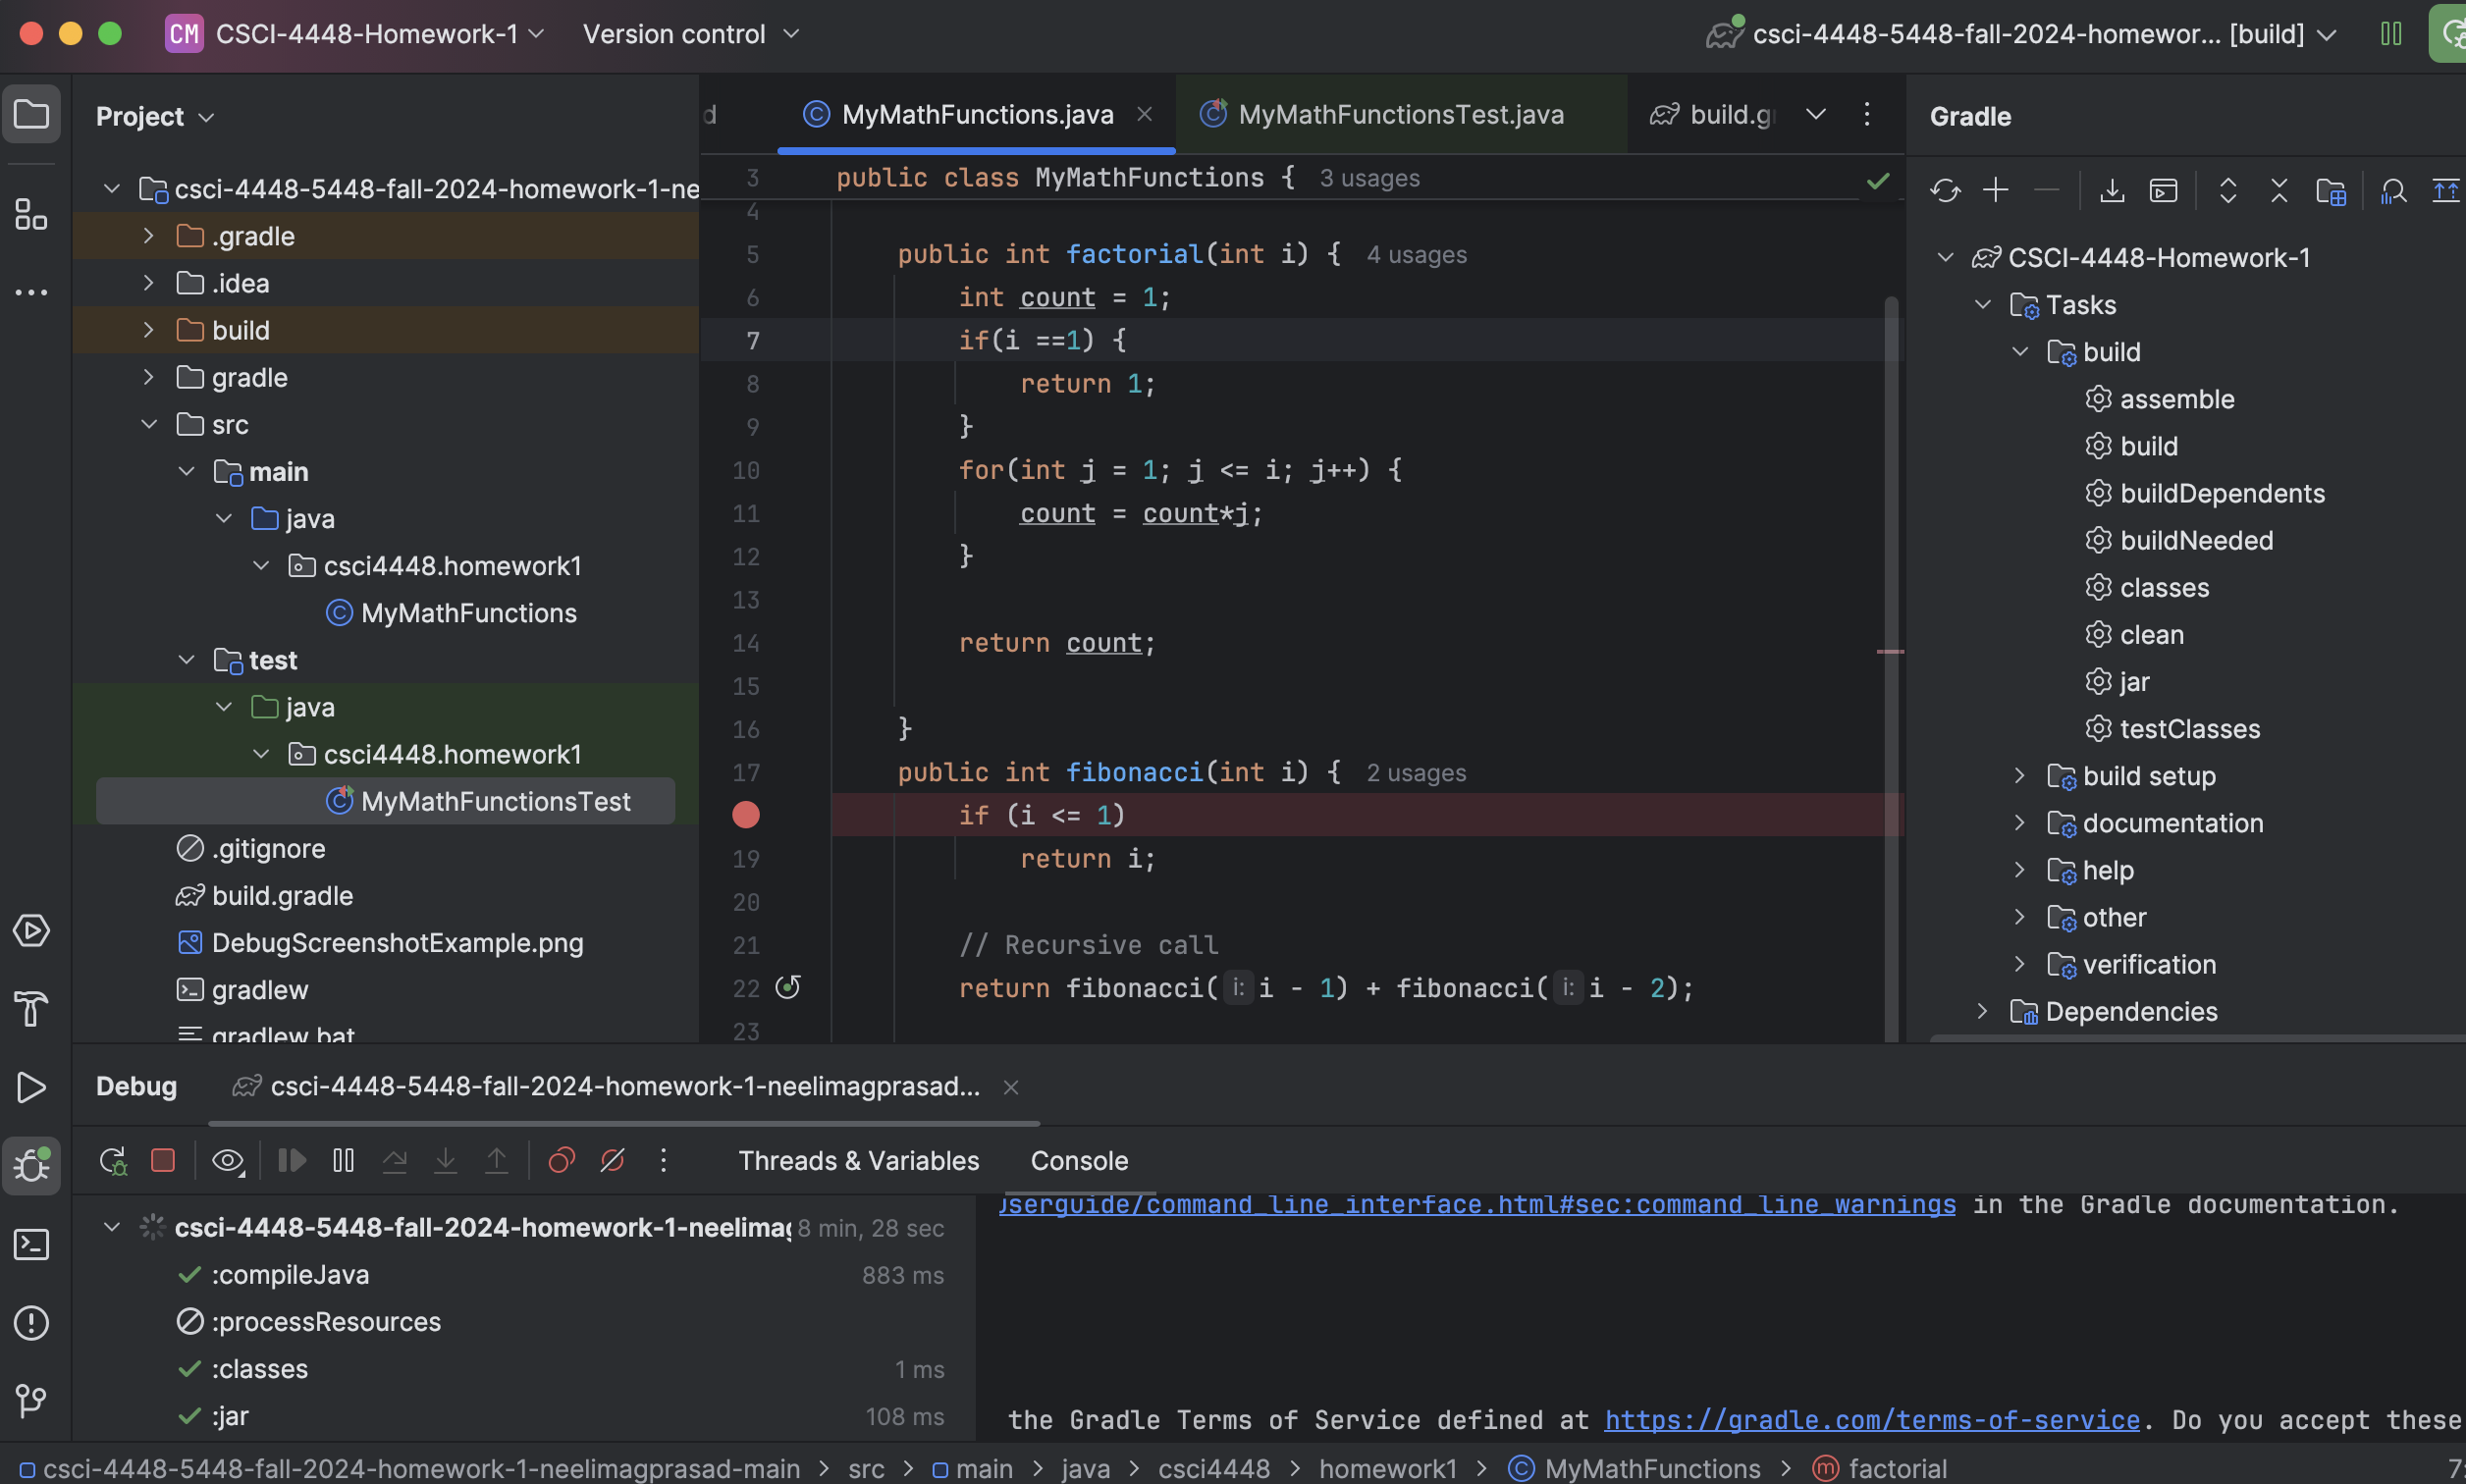 CM CSCI-4448-Homework-1 Version control csci-4448-5448-fall-2024-homewor... [build]
Project
csci-4448-5448-fall-2024-homework-1-nee
.gradle
.idea
build
gradle
src
main
java
csci4448.homework1
MyMathFunctions
test
java
csci4448.homework1
MyMathFunctionsTest
.gitignore
build.gradle
DebugScreenshotExample.png
gradlew
gradlew.bat
d MyMathFunctions.java MyMathFunctionsTest.java build.g
3 public class MyMathFunctions { 3 usages
4
5 public int factorial(int i) { 4 usages
6 int count = 1;
7 if(i ==1) {
8 return 1;
9 }
10 for(int j = 1; j <= i; j++) {
11 count = count*j;
12 }
13
14 return count;
15
16 }
17 public int fibonacci(int i) { 2 usages
if (i <= 1)
19 return i;
20
21 // Recursive call
22 return fibonacci( i: i - 1) + fibonacci( i: i - 2);
23
Gradle
CSCI-4448-Homework-1
Tasks
build
assemble
build
buildDependents
buildNeeded
classes
clean
jar
testClasses
build setup
documentation
help
other
verification
Dependencies
Debug csci-4448-5448-fall-2024-homework-1-neelimagprasad...
Threads & Variables Console
csci-4448-5448-fall-2024-homework-1-neelimag 8 min, 28 sec
:compileJava 883 ms
:processResources
:classes 1 ms
:jar 108 ms
userguide/command_line_interface.html#sec:command_line_warnings in the Gradle documentation.
the Gradle Terms of Service defined at https://gradle.com/terms-of-service. Do you accept these
csci-4448-5448-fall-2024-homework-1-neelimagprasad-main > src > main > java > csci4448 > homework1 > MyMathFunctions > factorial 7: